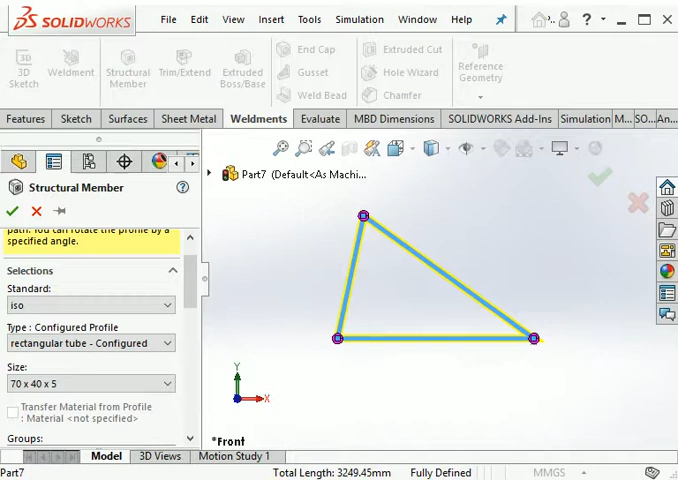 SOLIDWORKS File Edit View Insert Tools Simulation Window Help
3D Sketch
Weldment
Structural Member
Trim/Extend
Extruded Boss/Base
End Cap
Gusset
Weld Bead
Extruded Cut
Hole Wizard
Chamfer
Reference Geometry
Features Sketch Surfaces Sheet Metal Weldments Evaluate MBD Dimensions SOLIDWORKS Add-Ins Simulation M... SO... An...
Part7 (Default<As Machi...
Structural Member
path. You can rotate the profile by a
specified angle.
Selections
Standard:
iso
Type : Configured Profile
rectangular tube - Configured
Size:
70 x 40 x 5
Transfer Material from Profile
: Material <not specified>
Groups:
Y
X
*Front
Model 3D Views Motion Study 1
Part7 Total Length: 3249.45mm Fully Defined MMGS